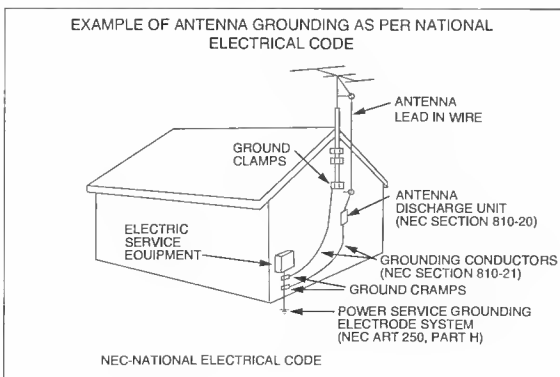 EXAMPLE OF ANTENNA GROUNDING AS PER NATIONAL
ELECTRICAL CODE
ANTENNA
LEAD IN WIRE
GROUND
CLAMPS
ANTENNA
DISCHARGE UNIT
(NEC SECTION 810-20)
ELECTRIC
SERVICE
EQUIPMENT
GROUNDING CONDUCTORS
(NEC SECTION 810-21)
GROUND CRAMPS
POWER SERVICE GROUNDING
ELECTRODE SYSTEM
(NEC ART 250, PART H)
NEC-NATIONAL ELECTRICAL CODE